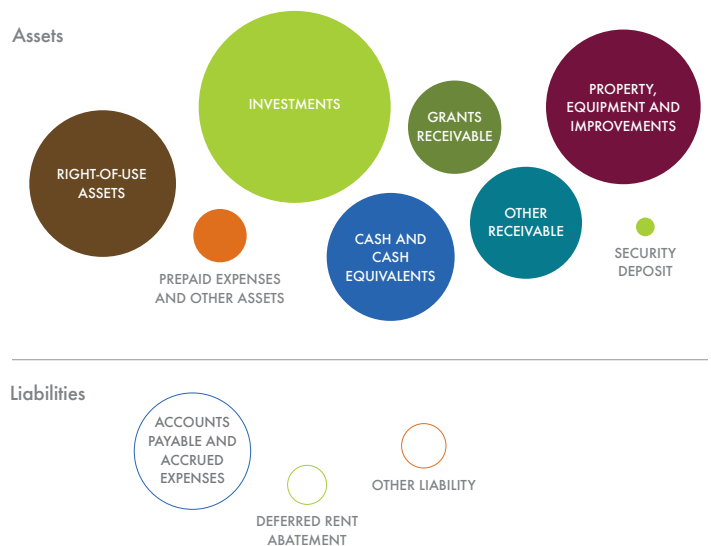 Assets
INVESTMENTS
GRANTS
RECEIVABLE
PROPERTY,
EQUIPMENT AND
IMPROVEMENTS
RIGHT-OF-USE
ASSETS
PREPAID EXPENSES
AND OTHER ASSETS
CASH AND
CASH
EQUIVALENTS
OTHER
RECEIVABLE
SECURITY
DEPOSIT
Liabilities
ACCOUNTS
PAYABLE AND
ACCRUED
EXPENSES
DEFERRED RENT
ABATEMENT
OTHER LIABILITY